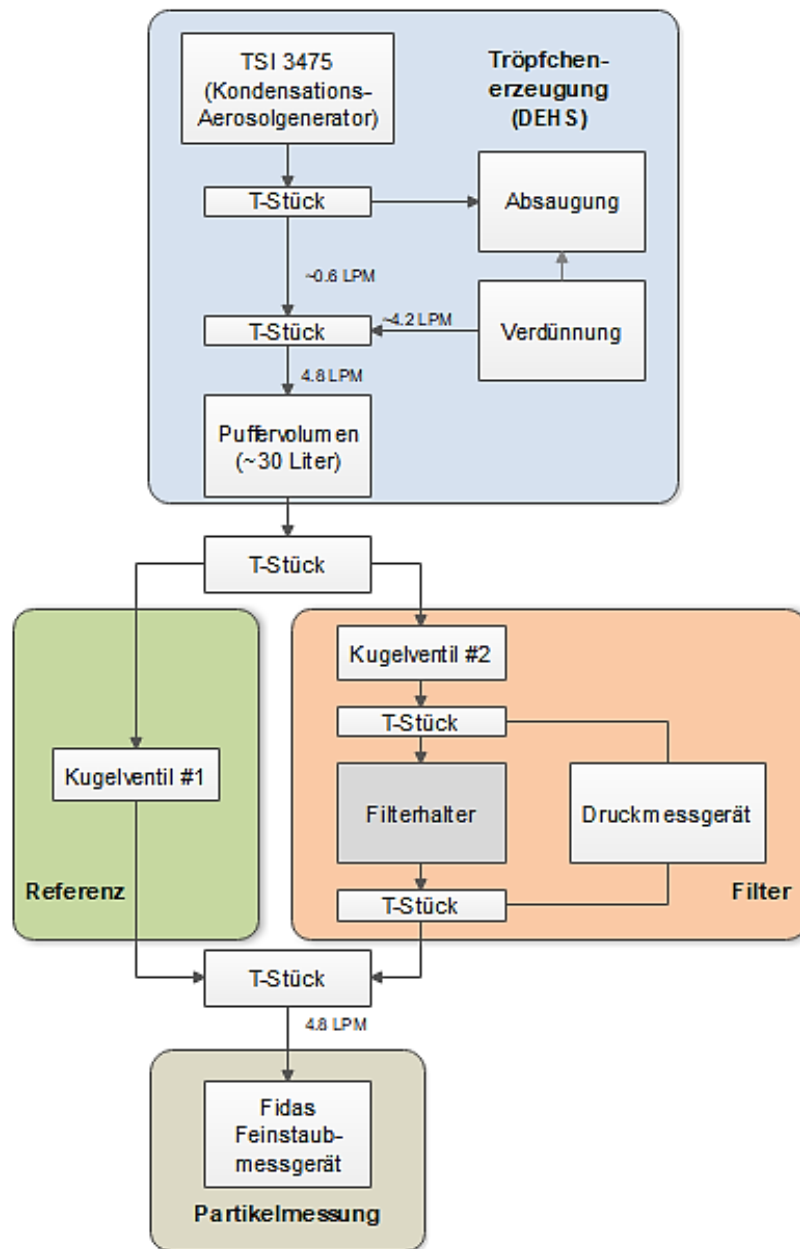 TSI 3475
(Kondensations-
Aerosolgenerator)
Tröpfchen-
erzeugung
(DEHS)
T-Stück
Absaugung
~0.6 LPM
T-Stück
~4.2 LPM
Verdünnung
4.8 LPM
Puffervolumen
(~30 Liter)
T-Stück
Kugelventil #2
T-Stück
Kugelventil #1
Filterhalter
Druckmessgerät
Referenz
T-Stück
Filter
T-Stück
4.8 LPM
Fidas
Feinstaub-
messgerät
Partikelmessung